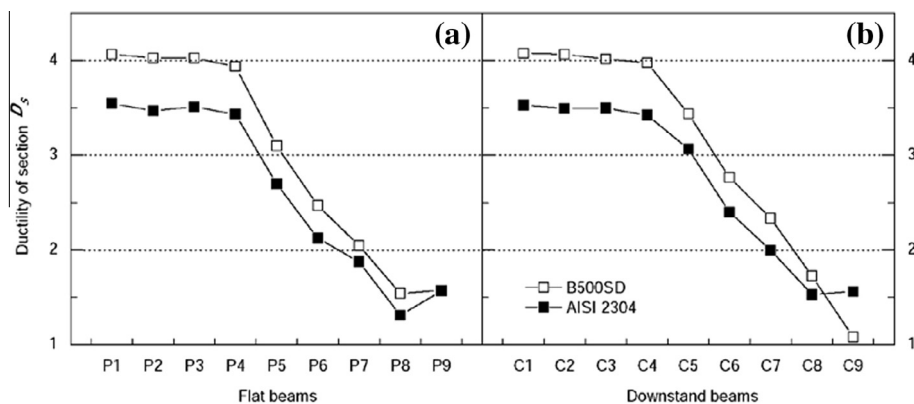 (a)
(b)
4
3
2
1
Ductility of section Ds
4
3
2
1
B500SD
AISI 2304
P1 P2 P3 P4 P5 P6 P7 P8 P9
C1 C2 C3 C4 C5 C6 C7 C8 C9
Flat beams
Downstand beams